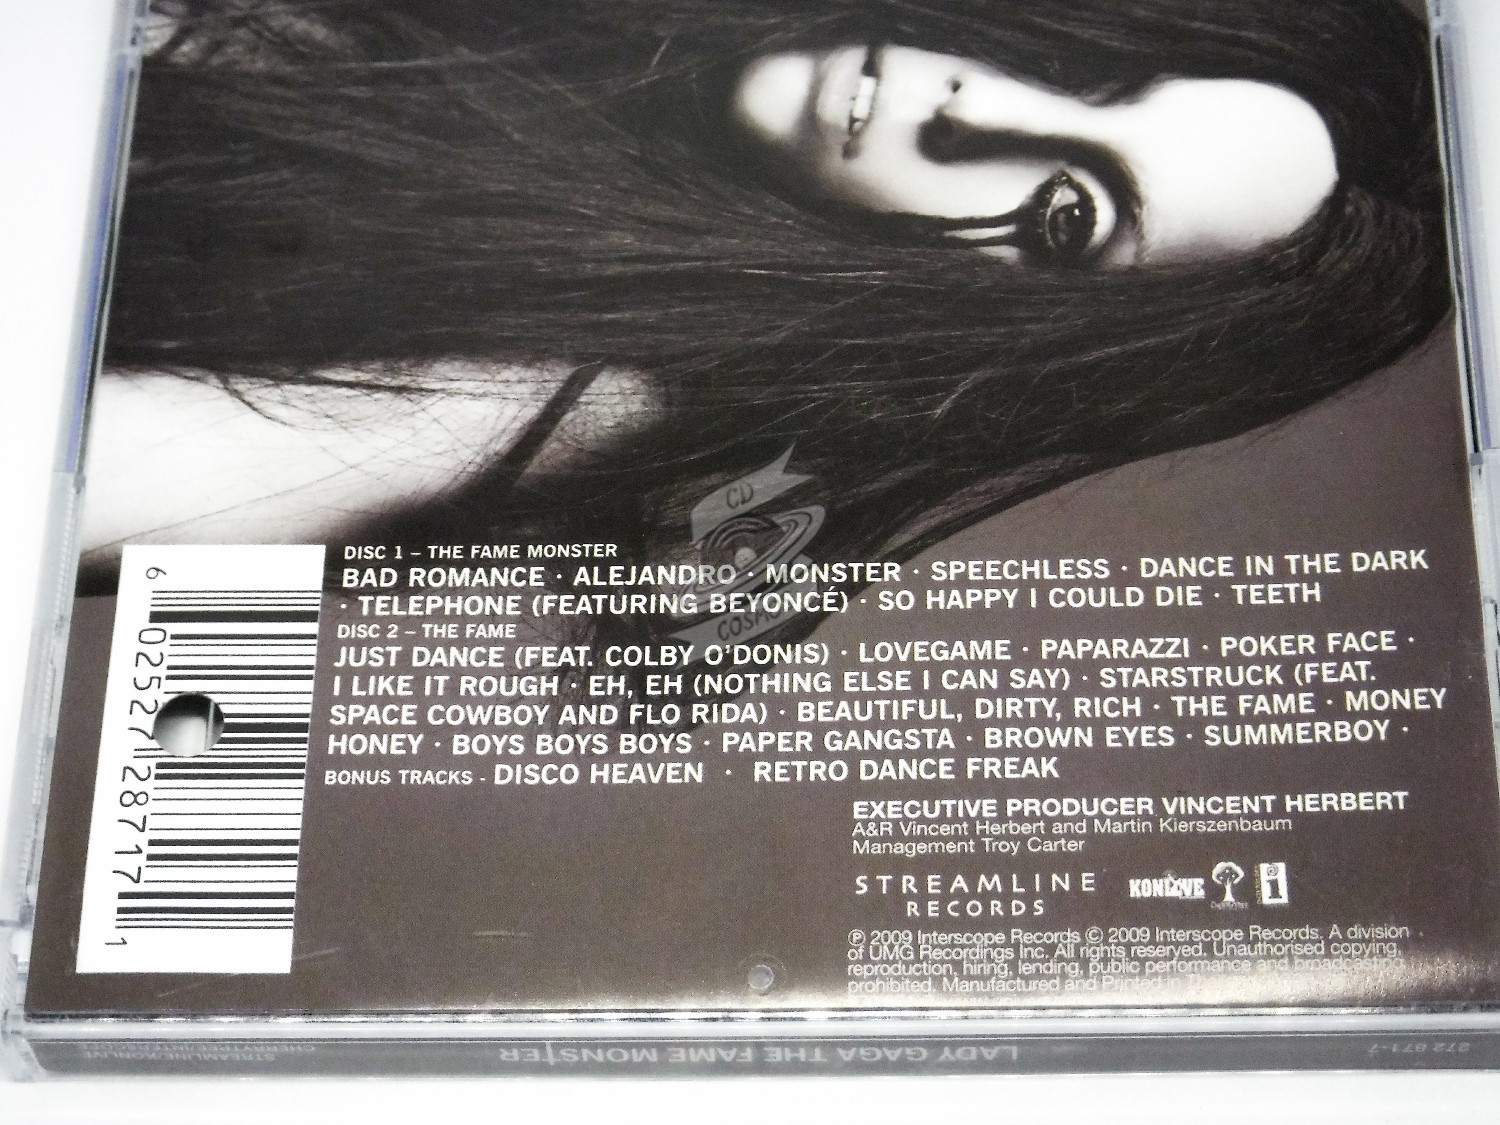 DISC 1 – THE FAME MONSTER
BAD ROMANCE · ALEJANDRO · MONSTER · SPEECHLESS · DANCE IN THE DARK
· TELEPHONE (FEATURING BEYONCÉ) · SO HAPPY I COULD DIE · TEETH
DISC 2 – THE FAME
JUST DANCE (FEAT. COLBY O'DONIS) · LOVEGAME · PAPARAZZI · POKER FACE ·
I LIKE IT ROUGH · EH, EH (NOTHING ELSE I CAN SAY) · STARSTRUCK (FEAT.
SPACE COWBOY AND FLO RIDA) · BEAUTIFUL, DIRTY, RICH · THE FAME · MONEY
HONEY · BOYS BOYS BOYS · PAPER GANGSTA · BROWN EYES · SUMMERBOY ·
BONUS TRACKS - DISCO HEAVEN · RETRO DANCE FREAK
CD
COSMOS
6 02527 28717 1
EXECUTIVE PRODUCER VINCENT HERBERT
A&R Vincent Herbert and Martin Kierszenbaum
Management Troy Carter
STREAMLINE
RECORDS
KONLIVE
i
℗ 2009 Interscope Records © 2009 Interscope Records. A division
of UMG Recordings Inc. All rights reserved. Unauthorised copying,
reproduction, hiring, lending, public performance and broadcasting
prohibited. Manufactured and Printed in
STREAMLINE/KONLIVE
CHERRYTREE/INTERSCOPE
LADY GAGA THE FAME MONSTER
272 871-7